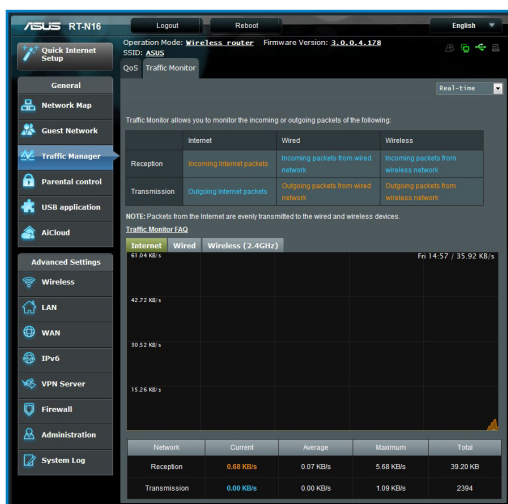 ASUS RT-N16 Logout Reboot English
Operation Mode: Wireless router Firmware Version: 3.0.0.4.178
SSID: ASUS
Quick Internet Setup
QoS Traffic Monitor
General
Network Map
Guest Network
Traffic Manager
Parental control
USB application
AiCloud
Advanced Settings
Wireless
LAN
WAN
IPv6
VPN Server
Firewall
Administration
System Log
Real-time
Traffic Monitor allows you to monitor the incoming or outgoing packets of the following:
Internet Wired Wireless
Reception Incoming Internet packets Incoming packets from wired network Incoming packets from wireless network
Transmission Outgoing Internet packets Outgoing packets from wired network Outgoing packets from wireless network
NOTE: Packets from the Internet are evenly transmitted to the wired and wireless devices.
Traffic Monitor FAQ
Internet Wired Wireless (2.4GHz)
61.04 KB/s Fri 14:57 / 35.92 KB/s
42.72 KB/s
30.52 KB/s
15.26 KB/s
Network Current Average Maximum Total
Reception 0.68 KB/s 0.07 KB/s 5.68 KB/s 39.20 KB
Transmission 0.00 KB/s 0.00 KB/s 1.09 KB/s 2394